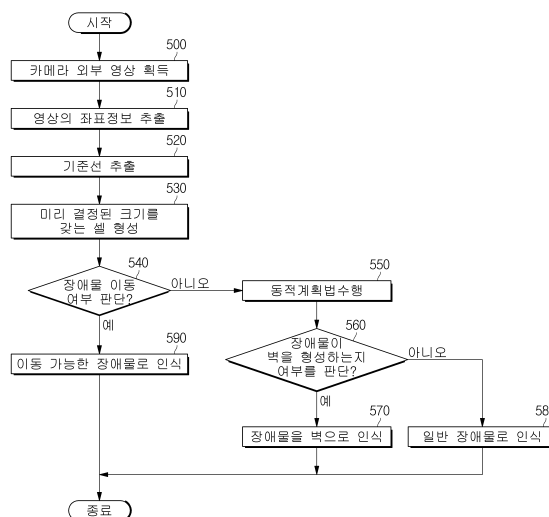 시작
500
카메라 외부 영상 획득
510
영상의 좌표정보 추출
520
기준선 추출
530
미리 결정된 크기를
갖는 셀 형성
540
장애물 이동
여부 판단?
아니오
예
550
동적계획법수행
560
장애물이
벽을 형성하는지
여부를 판단?
아니오
예
590
이동 가능한 장애물로 인식
570
장애물을 벽으로 인식
58
일반 장애물로 인식
종료